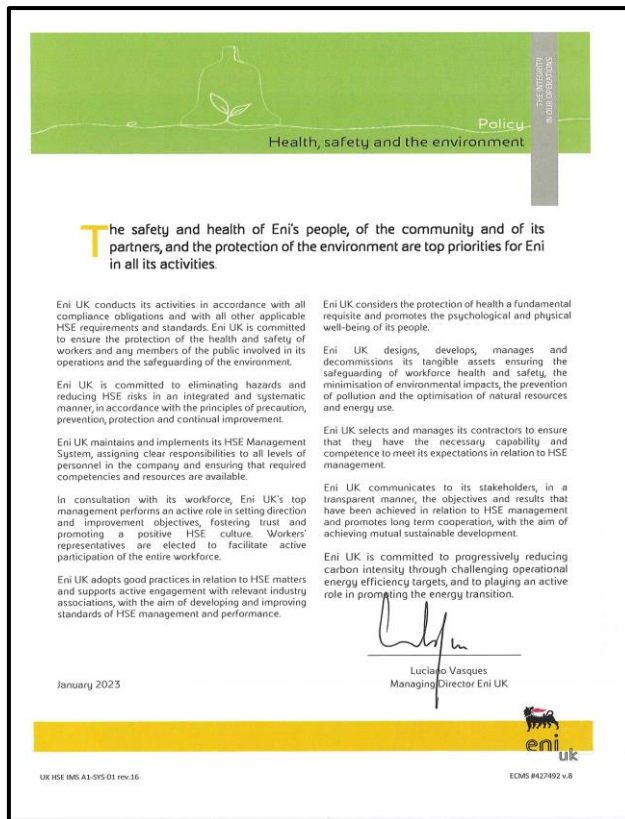 THE INTEGRITY
IN OUR OPERATIONS
Policy
Health, safety and the environment
The safety and health of Eni's people, of the community and of its
partners, and the protection of the environment are top priorities for Eni
in all its activities.
Eni UK conducts its activities in accordance with all
compliance obligations and with all other applicable
HSE requirements and standards. Eni UK is committed
to ensure the protection of the health and safety of
workers and any members of the public involved in its
operations and the safeguarding of the environment.
Eni UK is committed to eliminating hazards and
reducing HSE risks in an integrated and systematic
manner, in accordance with the principles of precaution,
prevention, protection and continual improvement.
Eni UK maintains and implements its HSE Management
System, assigning clear responsibilities to all levels of
personnel in the company and ensuring that required
competencies and resources are available.
In consultation with its workforce, Eni UK's top
management performs an active role in setting direction
and improvement objectives, fostering trust and
promoting a positive HSE culture. Workers'
representatives are elected to facilitate active
participation of the entire workforce.
Eni UK adopts good practices in relation to HSE matters
and supports active engagement with relevant industry
associations, with the aim of developing and improving
standards of HSE management and performance.
Eni UK considers the protection of health a fundamental
requisite and promotes the psychological and physical
well-being of its people.
Eni UK designs, develops, manages and
decommissions its tangible assets ensuring the
safeguarding of workforce health and safety, the
minimisation of environmental impacts, the prevention
of pollution and the optimisation of natural resources
and energy use.
Eni UK selects and manages its contractors to ensure
that they have the necessary capability and
competence to meet its expectations in relation to HSE
management.
Eni UK communicates to its stakeholders, in a
transparent manner, the objectives and results that
have been achieved in relation to HSE management
and promotes long term cooperation, with the aim of
achieving mutual sustainable development.
Eni UK is committed to progressively reducing
carbon intensity through challenging operational
energy efficiency targets, and to playing an active
role in promoting the energy transition.
Luciano Vasques
Managing Director Eni UK
January 2023
eni uk
UK HSE IMS A1-SYS-01 rev.16
ECMS #427492 v.8